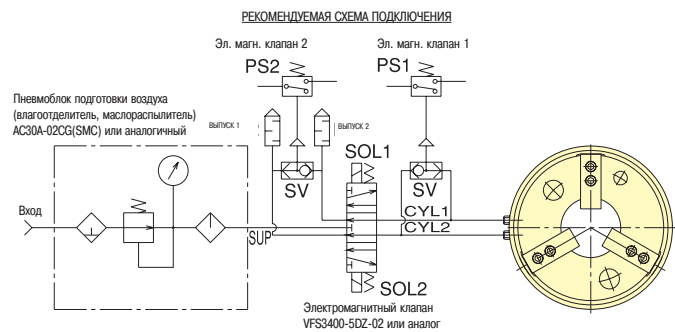 РЕКОМЕНДУЕМАЯ СХЕМА ПОДКЛЮЧЕНИЯ
Эл. магн. клапан 2
Эл. магн. клапан 1
PS2
PS1
Пневмоблок подготовки воздуха
(влагоотделитель, маслораспылитель)
AC30A-02CG(SMC) или аналогичный
ВЫПУСК 1
ВЫПУСК 2
SOL1
SV
SV
Вход
CYL1
CYL2
SUP
SOL2
Электромагнитный клапан
VFS3400-5DZ-02 или аналог